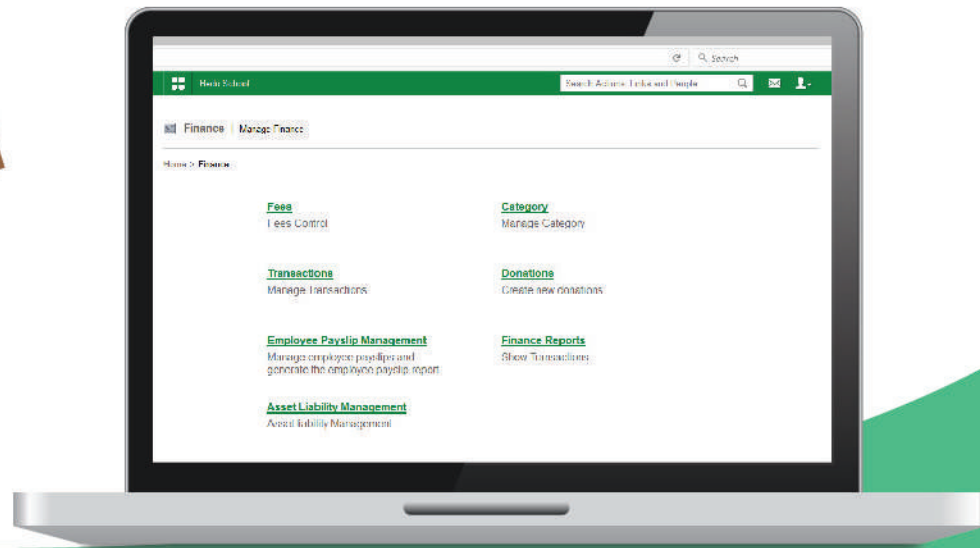 Search
School
Search Actions, Links and People
Finance | Manage Finance
Home > Finance
Fees
Fees Control
Category
Manage Category
Transactions
Manage Transactions
Donations
Create new donations
Employee Payslip Management
Manage employee payslips and
generate the employee payslip report
Finance Reports
Show Transactions
Asset Liability Management
Asset liability Management